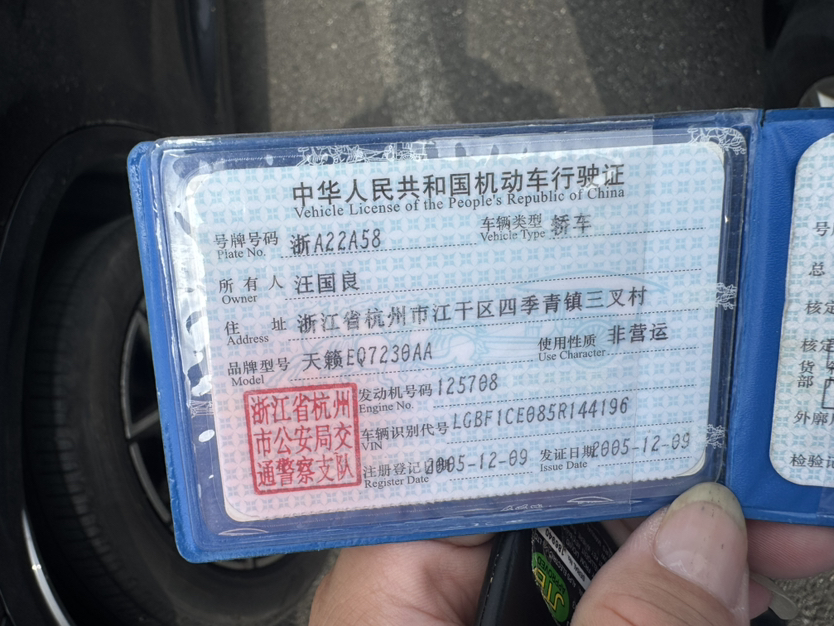 中华人民共和国机动车行驶证
Vehicle License of the People's Republic of China
号牌号码 浙A22A58 车辆类型 轿车
Plate No. Vehicle Type
所有人 汪国良
Owner
住址 浙江省杭州市江干区四季青镇三叉村
Address
品牌型号 天籁EQ7230AA 使用性质 非营运
Model Use Character
浙江省杭州
市公安局交
通警察支队
发动机号码 125708
Engine No.
车辆识别代号 LGBF1CE085R144196
VIN
注册登记日期 2005-12-09 发证日期 2005-12-09
Register Date Issue Date
号
总
核定
核定
货
部
外廓
检验记